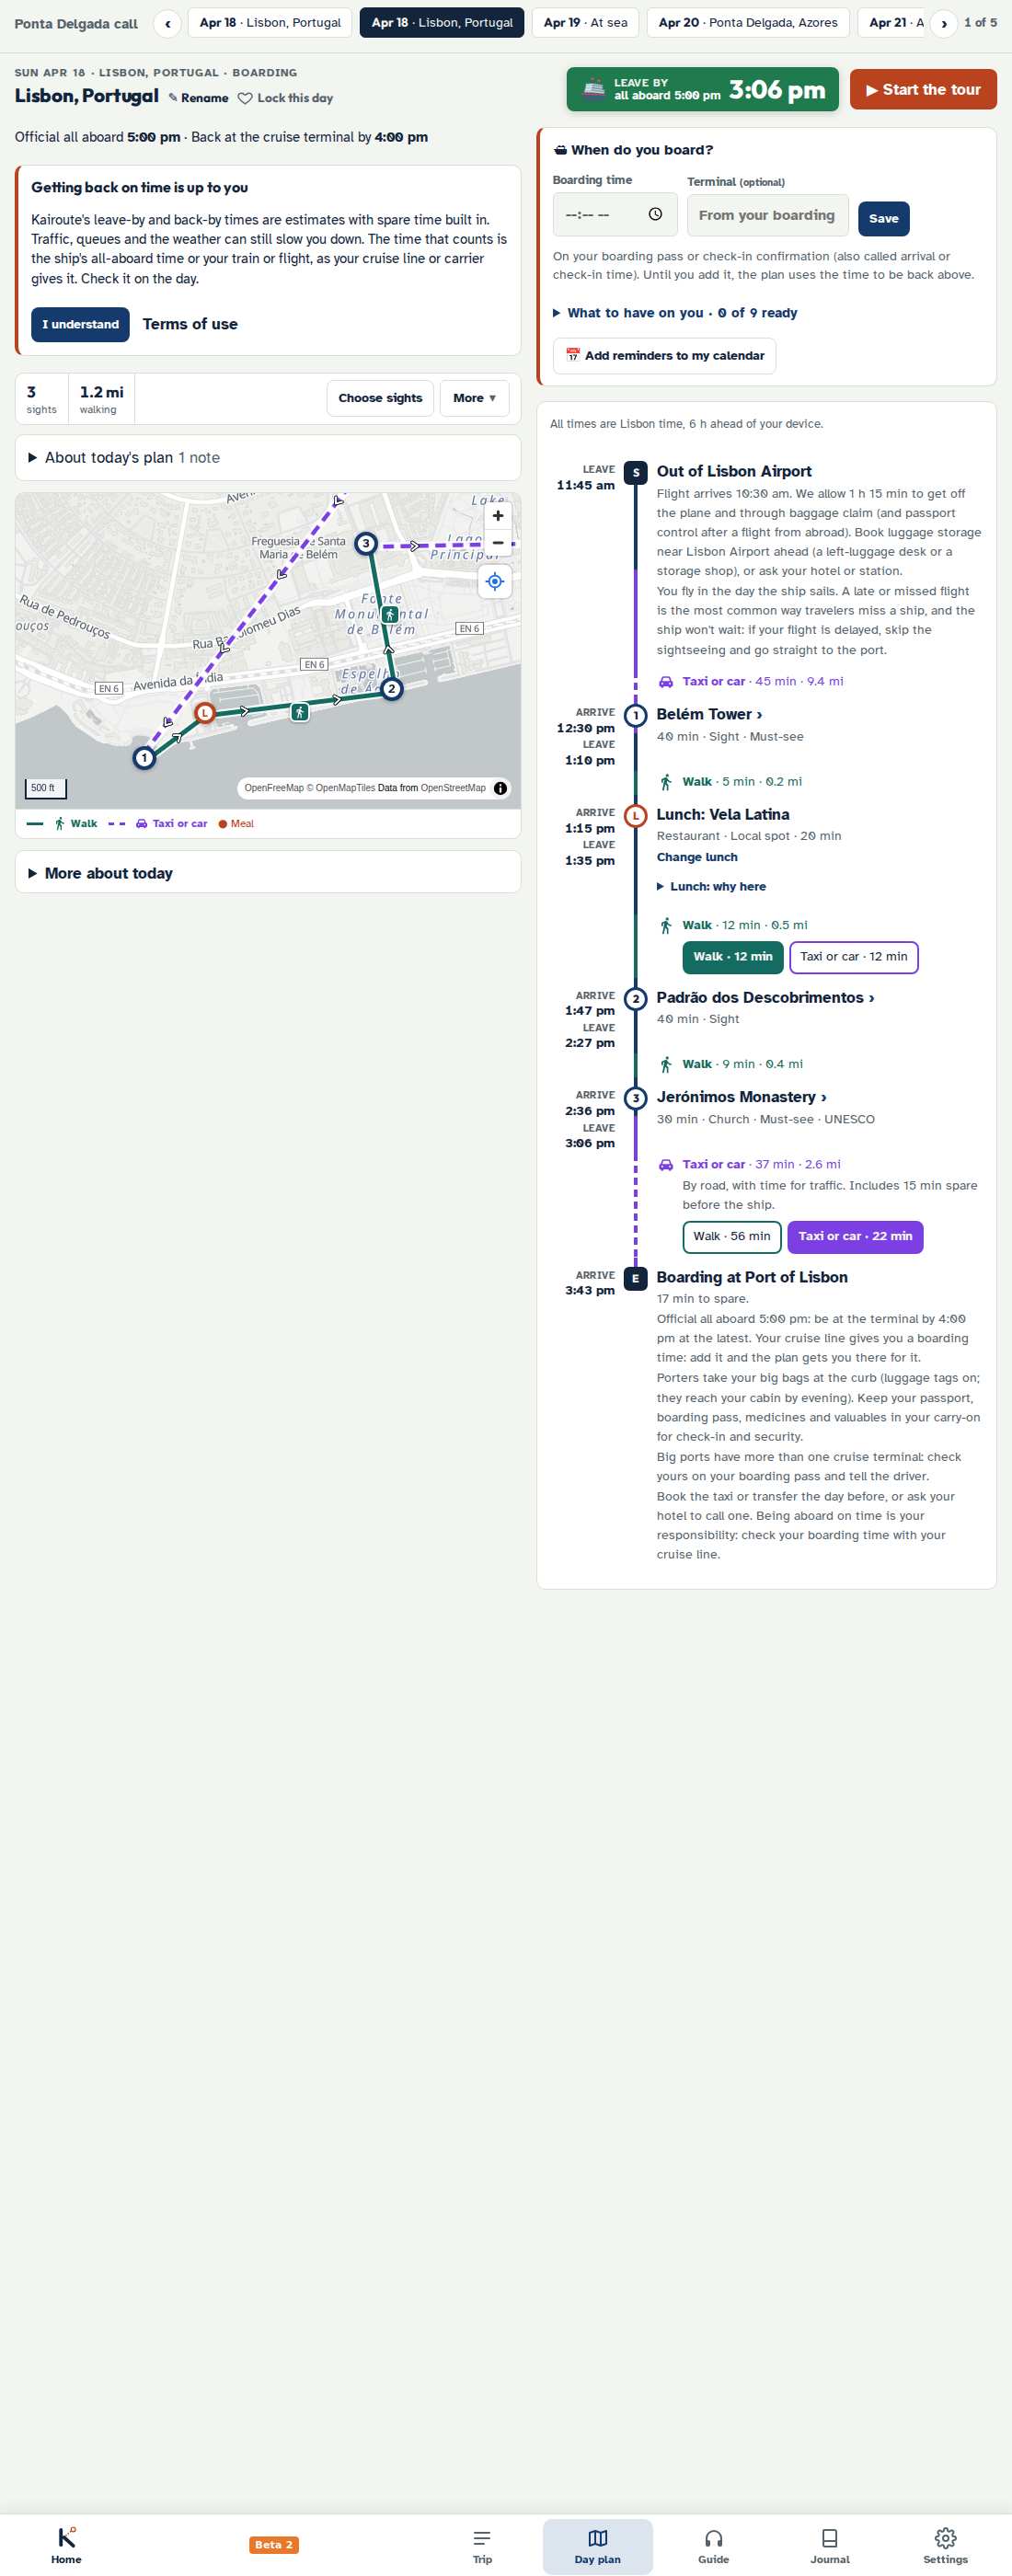 Ponta Delgada call
‹
Apr 18 · Lisbon, Portugal
Apr 18 · Lisbon, Portugal
Apr 19 · At sea
Apr 20 · Ponta Delgada, Azores
Apr 21 · A
›
1 of 5
SUN APR 18 · LISBON, PORTUGAL · BOARDING
Lisbon, Portugal ✎ Rename Lock this day
LEAVE BY
all aboard 5:00 pm
3:06 pm
▶ Start the tour
Official all aboard 5:00 pm · Back at the cruise terminal by 4:00 pm
Getting back on time is up to you
Kairoute's leave-by and back-by times are estimates with spare time built in.
Traffic, queues and the weather can still slow you down. The time that counts is
the ship's all-aboard time or your train or flight, as your cruise line or carrier
gives it. Check it on the day.
I understand
Terms of use
3
sights
1.2 mi
walking
Choose sights
More ▼
▶ About today's plan 1 note
Lake
+
−
3
Freguesia de Santa
Maria de Belém
Principal
Rua de Pedrouços
ouços
Fonte
Monumental
de Belém
EN 6
EN 6
EN 6
Avenida da Índia
Espelho
2
L
1
500 ft
OpenFreeMap © OpenMapTiles Data from OpenStreetMap
Walk
Taxi or car
Meal
▶ More about today
When do you board?
Boarding time
Terminal (optional)
--:-- --
From your boarding
Save
On your boarding pass or check-in confirmation (also called arrival or
check-in time). Until you add it, the plan uses the time to be back above.
▶ What to have on you · 0 of 9 ready
Add reminders to my calendar
All times are Lisbon time, 6 h ahead of your device.
LEAVE
11:45 am
S
Out of Lisbon Airport
Flight arrives 10:30 am. We allow 1 h 15 min to get off
the plane and through baggage claim (and passport
control after a flight from abroad). Book luggage storage
near Lisbon Airport ahead (a left-luggage desk or a
storage shop), or ask your hotel or station.
You fly in the day the ship sails. A late or missed flight
is the most common way travelers miss a ship, and the
ship won't wait: if your flight is delayed, skip the
sightseeing and go straight to the port.
Taxi or car · 45 min · 9.4 mi
ARRIVE
12:30 pm
LEAVE
1:10 pm
1
Belém Tower ›
40 min · Sight · Must-see
Walk · 5 min · 0.2 mi
ARRIVE
1:15 pm
LEAVE
1:35 pm
L
Lunch: Vela Latina
Restaurant · Local spot · 20 min
Change lunch
▶ Lunch: why here
Walk · 12 min · 0.5 mi
Walk · 12 min
Taxi or car · 12 min
ARRIVE
1:47 pm
LEAVE
2:27 pm
2
Padrão dos Descobrimentos ›
40 min · Sight
Walk · 9 min · 0.4 mi
ARRIVE
2:36 pm
LEAVE
3:06 pm
3
Jerónimos Monastery ›
30 min · Church · Must-see · UNESCO
Taxi or car · 37 min · 2.6 mi
By road, with time for traffic. Includes 15 min spare
before the ship.
Walk · 56 min
Taxi or car · 22 min
ARRIVE
3:43 pm
E
Boarding at Port of Lisbon
17 min to spare.
Official all aboard 5:00 pm: be at the terminal by 4:00
pm at the latest. Your cruise line gives you a boarding
time: add it and the plan gets you there for it.
Porters take your big bags at the curb (luggage tags on;
they reach your cabin by evening). Keep your passport,
boarding pass, medicines and valuables in your carry-on
for check-in and security.
Big ports have more than one cruise terminal: check
yours on your boarding pass and tell the driver.
Book the taxi or transfer the day before, or ask your
hotel to call one. Being aboard on time is your
responsibility: check your boarding time with your
cruise line.
Home
Beta 2
Trip
Day plan
Guide
Journal
Settings